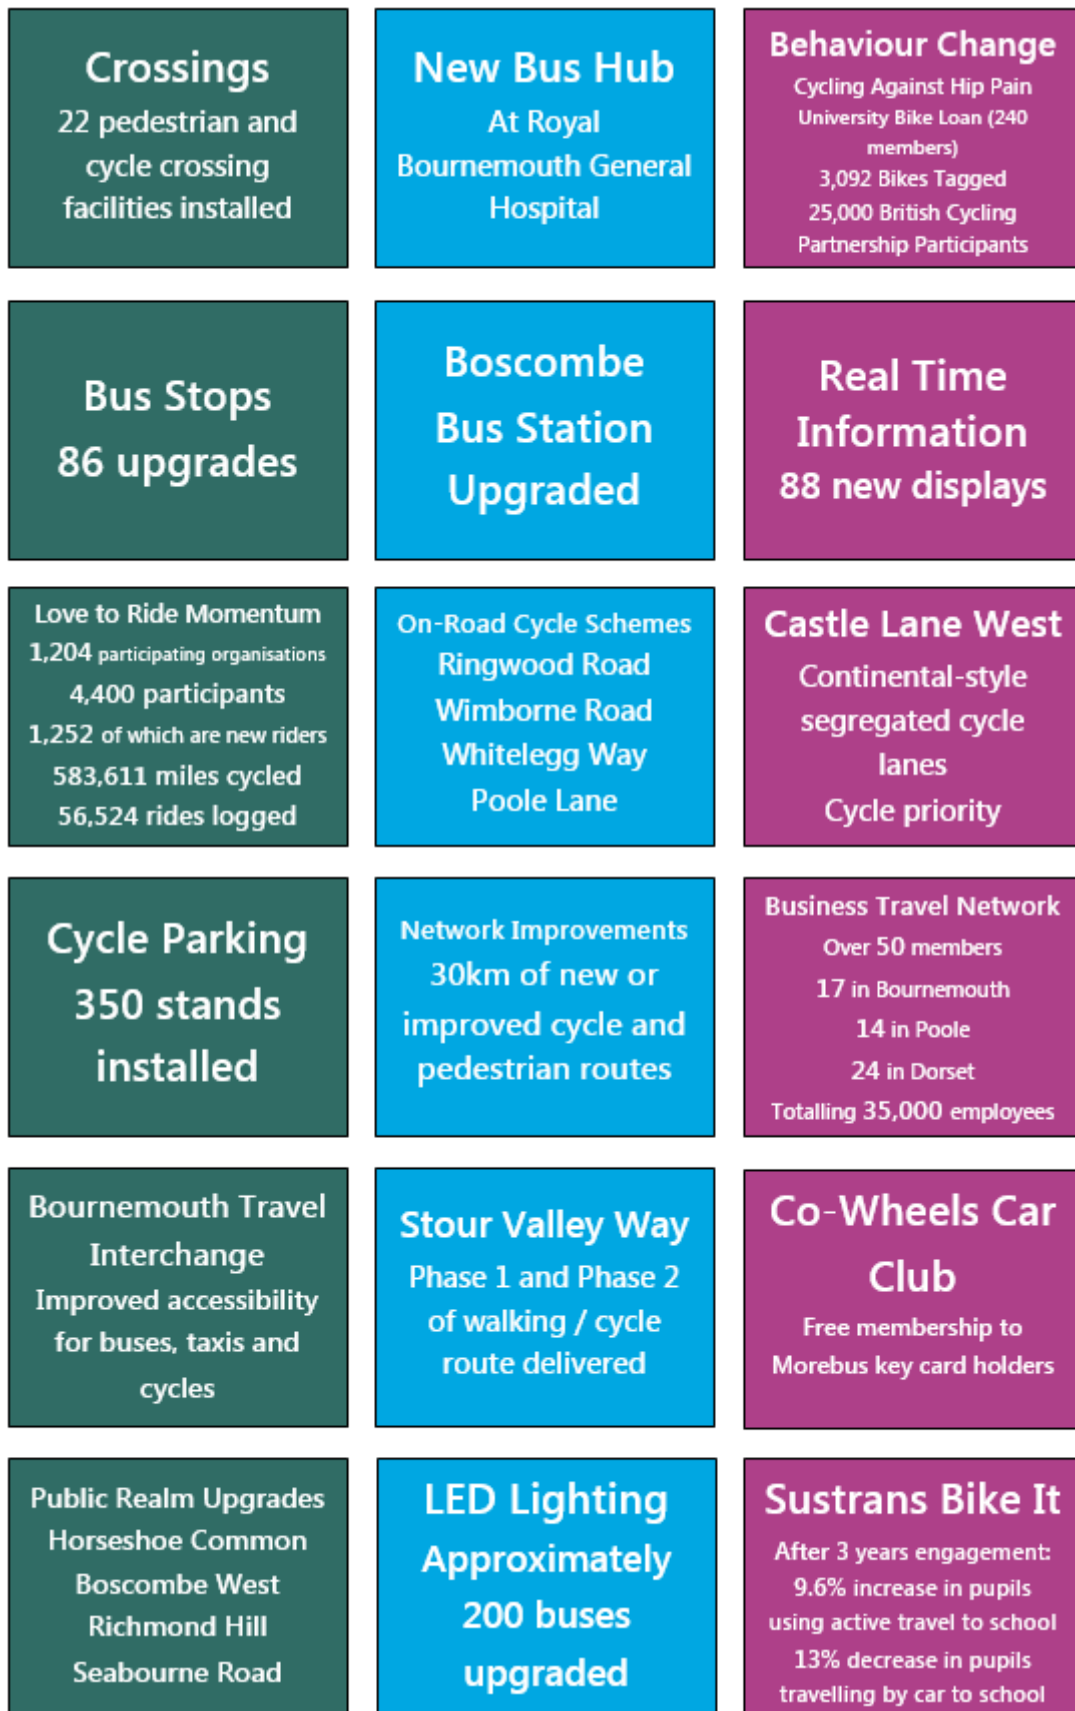 Crossings
22 pedestrian and
cycle crossing
facilities installed
New Bus Hub
At Royal
Bournemouth General
Hospital
Behaviour Change
Cycling Against Hip Pain
University Bike Loan (240
members)
3,092 Bikes Tagged
25,000 British Cycling
Partnership Participants
Bus Stops
86 upgrades
Boscombe
Bus Station
Upgraded
Real Time
Information
88 new displays
Love to Ride Momentum
1,204 participating organisations
4,400 participants
1,252 of which are new riders
583,611 miles cycled
56,524 rides logged
On-Road Cycle Schemes
Ringwood Road
Wimborne Road
Whitelegg Way
Poole Lane
Castle Lane West
Continental-style
segregated cycle
lanes
Cycle priority
Cycle Parking
350 stands
installed
Network Improvements
30km of new or
improved cycle and
pedestrian routes
Business Travel Network
Over 50 members
17 in Bournemouth
14 in Poole
24 in Dorset
Totalling 35,000 employees
Bournemouth Travel
Interchange
Improved accessibility
for buses, taxis and
cycles
Stour Valley Way
Phase 1 and Phase 2
of walking / cycle
route delivered
Co-Wheels Car
Club
Free membership to
Morebus key card holders
Public Realm Upgrades
Horseshoe Common
Boscombe West
Richmond Hill
Seabourne Road
LED Lighting
Approximately
200 buses
upgraded
Sustrans Bike It
After 3 years engagement:
9.6% increase in pupils
using active travel to school
13% decrease in pupils
travelling by car to school